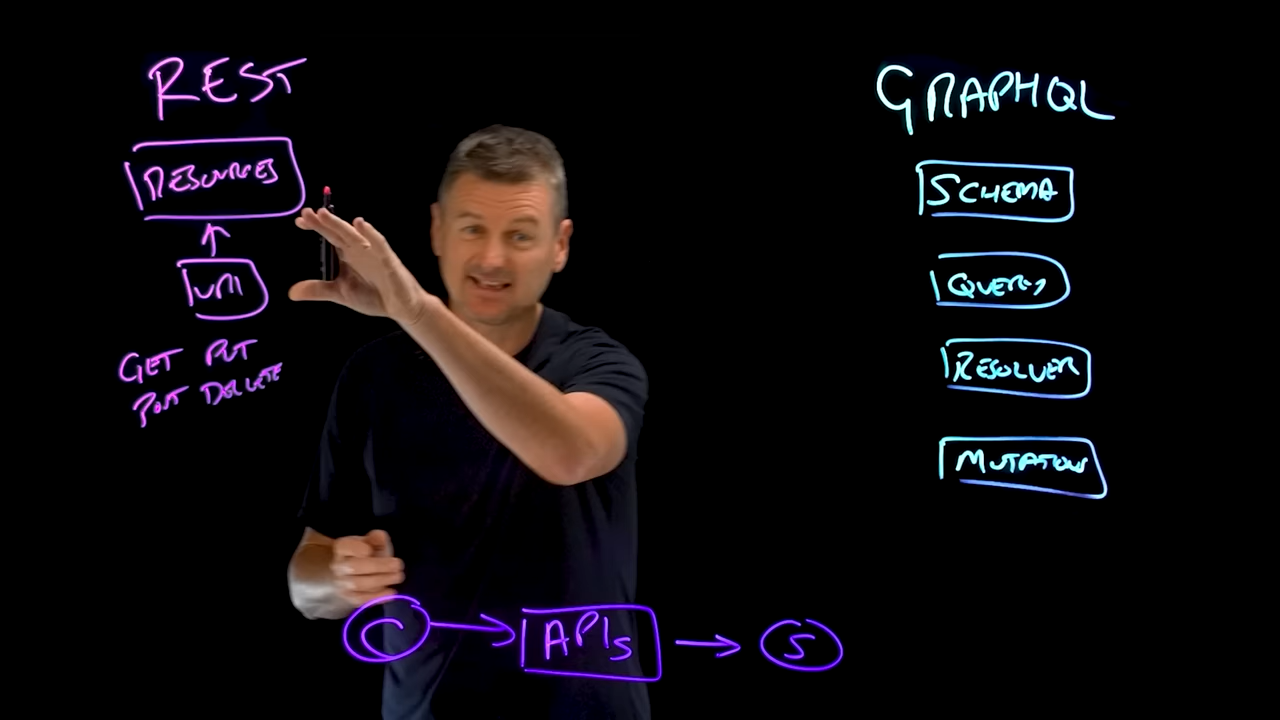 REST
RESOURCES
URI
GET PUT
POST DELETE
GRAPHQL
SCHEMA
QUERY
RESOLVER
MUTATION
C
APIs
S